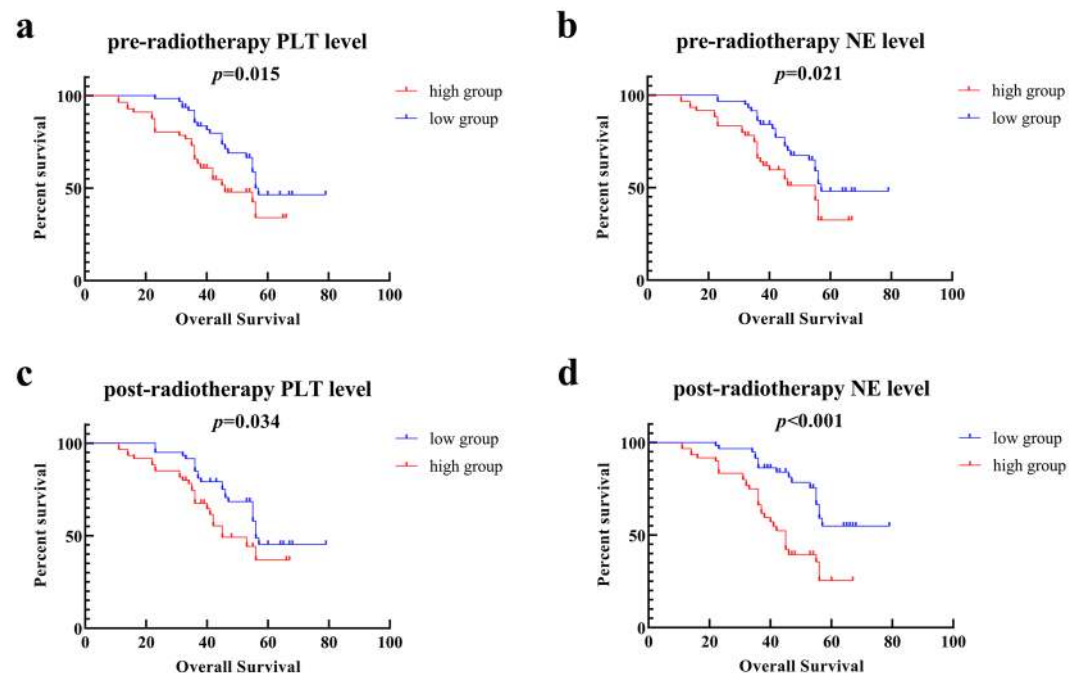 a
pre-radiotherapy PLT level
p=0.015
high group
low group
100
50
0
Percent survival
0 20 40 60 80 100
Overall Survival
b
pre-radiotherapy NE level
p=0.021
high group
low group
100
50
0
Percent survival
0 20 40 60 80 100
Overall Survival
c
post-radiotherapy PLT level
p=0.034
low group
high group
100
50
0
Percent survival
0 20 40 60 80 100
Overall Survival
d
post-radiotherapy NE level
p<0.001
low group
high group
100
50
0
Percent survival
0 20 40 60 80 100
Overall Survival